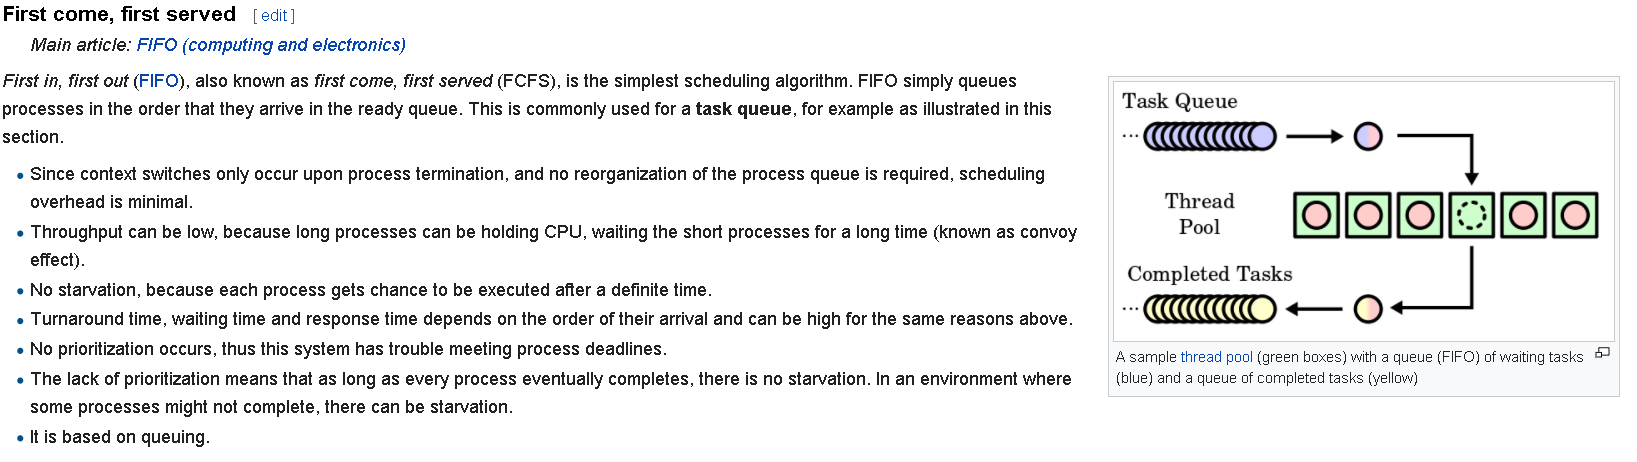 First come, first served [ edit ]
Main article: FIFO (computing and electronics)
First in, first out (FIFO), also known as first come, first served (FCFS), is the simplest scheduling algorithm. FIFO simply queues
processes in the order that they arrive in the ready queue. This is commonly used for a task queue, for example as illustrated in this
section.
• Since context switches only occur upon process termination, and no reorganization of the process queue is required, scheduling
overhead is minimal.
• Throughput can be low, because long processes can be holding CPU, waiting the short processes for a long time (known as convoy
effect).
• No starvation, because each process gets chance to be executed after a definite time.
• Turnaround time, waiting time and response time depends on the order of their arrival and can be high for the same reasons above.
• No prioritization occurs, thus this system has trouble meeting process deadlines.
• The lack of prioritization means that as long as every process eventually completes, there is no starvation. In an environment where
some processes might not complete, there can be starvation.
• It is based on queuing.
Task Queue
...
Thread
Pool
Completed Tasks
...
A sample thread pool (green boxes) with a queue (FIFO) of waiting tasks
(blue) and a queue of completed tasks (yellow)